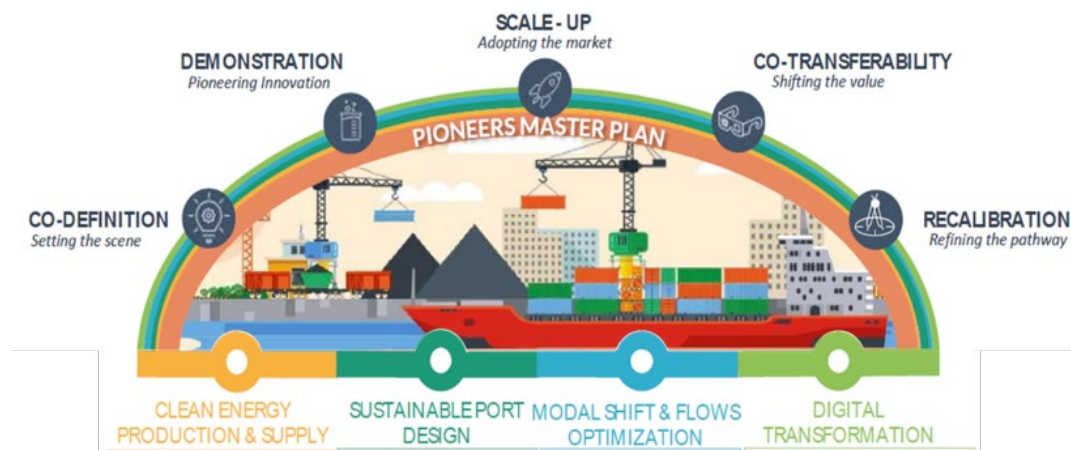 SCALE - UP
Adopting the market
DEMONSTRATION
Pioneering Innovation
CO-TRANSFERABILITY
Shifting the value
PIONEERS MASTER PLAN
CO-DEFINITION
Setting the scene
RECALIBRATION
Refining the pathway
CLEAN ENERGY
PRODUCTION & SUPPLY
SUSTAINABLE PORT
DESIGN
MODAL SHIFT & FLOWS
OPTIMIZATION
DIGITAL
TRANSFORMATION